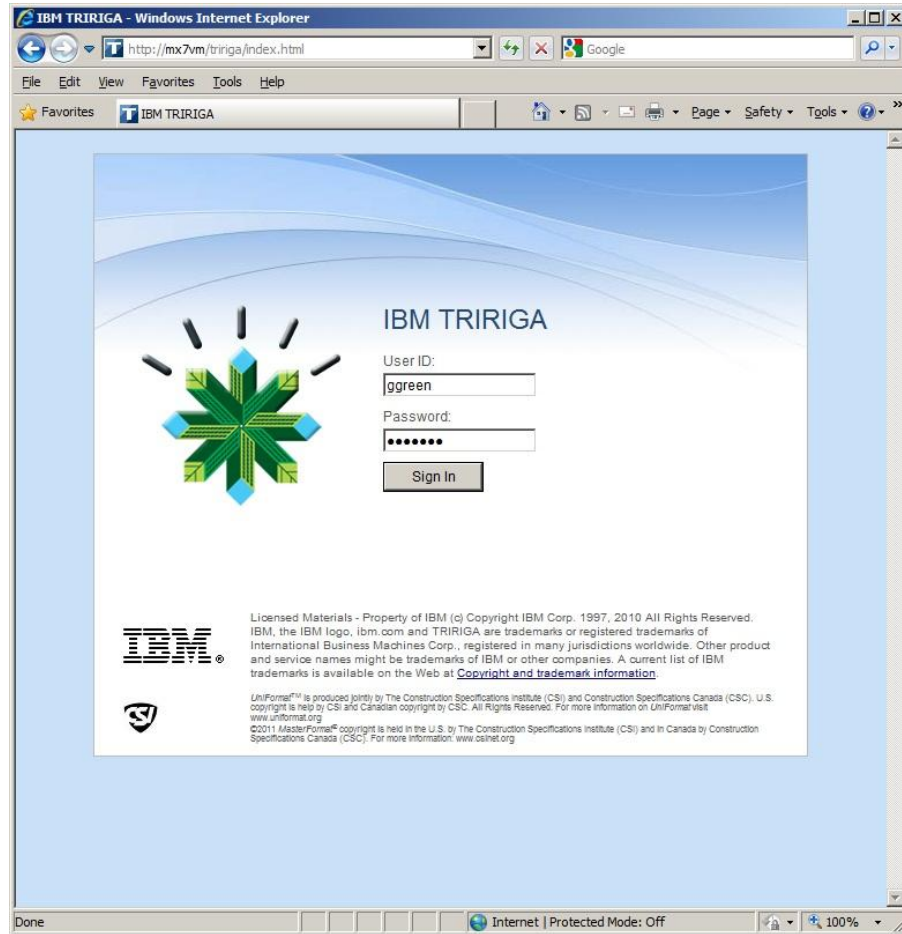 IBM TRIRIGA - Windows Internet Explorer
http://mx7vm/tririga/index.html
Google
File Edit View Favorites Tools Help
Favorites IBM TRIRIGA Page Safety Tools
IBM TRIRIGA
User ID:
ggreen
Password:
•••••••
Sign In
Licensed Materials - Property of IBM (c) Copyright IBM Corp. 1997, 2010 All Rights Reserved.
IBM, the IBM logo, ibm.com and TRIRIGA are trademarks or registered trademarks of
International Business Machines Corp., registered in many jurisdictions worldwide. Other product
and service names might be trademarks of IBM or other companies. A current list of IBM
trademarks is available on the Web at Copyright and trademark information.
IBM®
UniFormat™ is produced jointly by The Construction Specifications Institute (CSI) and Construction Specifications Canada (CSC). U.S.
copyright is help by CSI and Canadian copyright by CSC. All Rights Reserved. For more information on UniFormat visit
www.uniformat.org
©2011 MasterFormat® copyright is held in the U.S. by The Construction Specifications Institute (CSI) and in Canada by Construction
Specifications Canada (CSC). For more information: www.csinet.org
CSI
Done Internet | Protected Mode: Off 100%